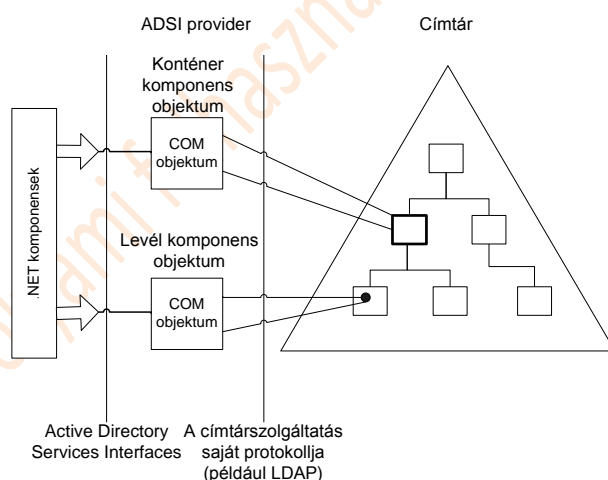 ADSI provider
Címtár
Konténer
komponens
objektum
COM
objektum
.NET komponensek
Levél komponens
objektum
COM
objektum
Active Directory
Services Interfaces
A címtárszolgáltatás
saját protokollja
(például LDAP)